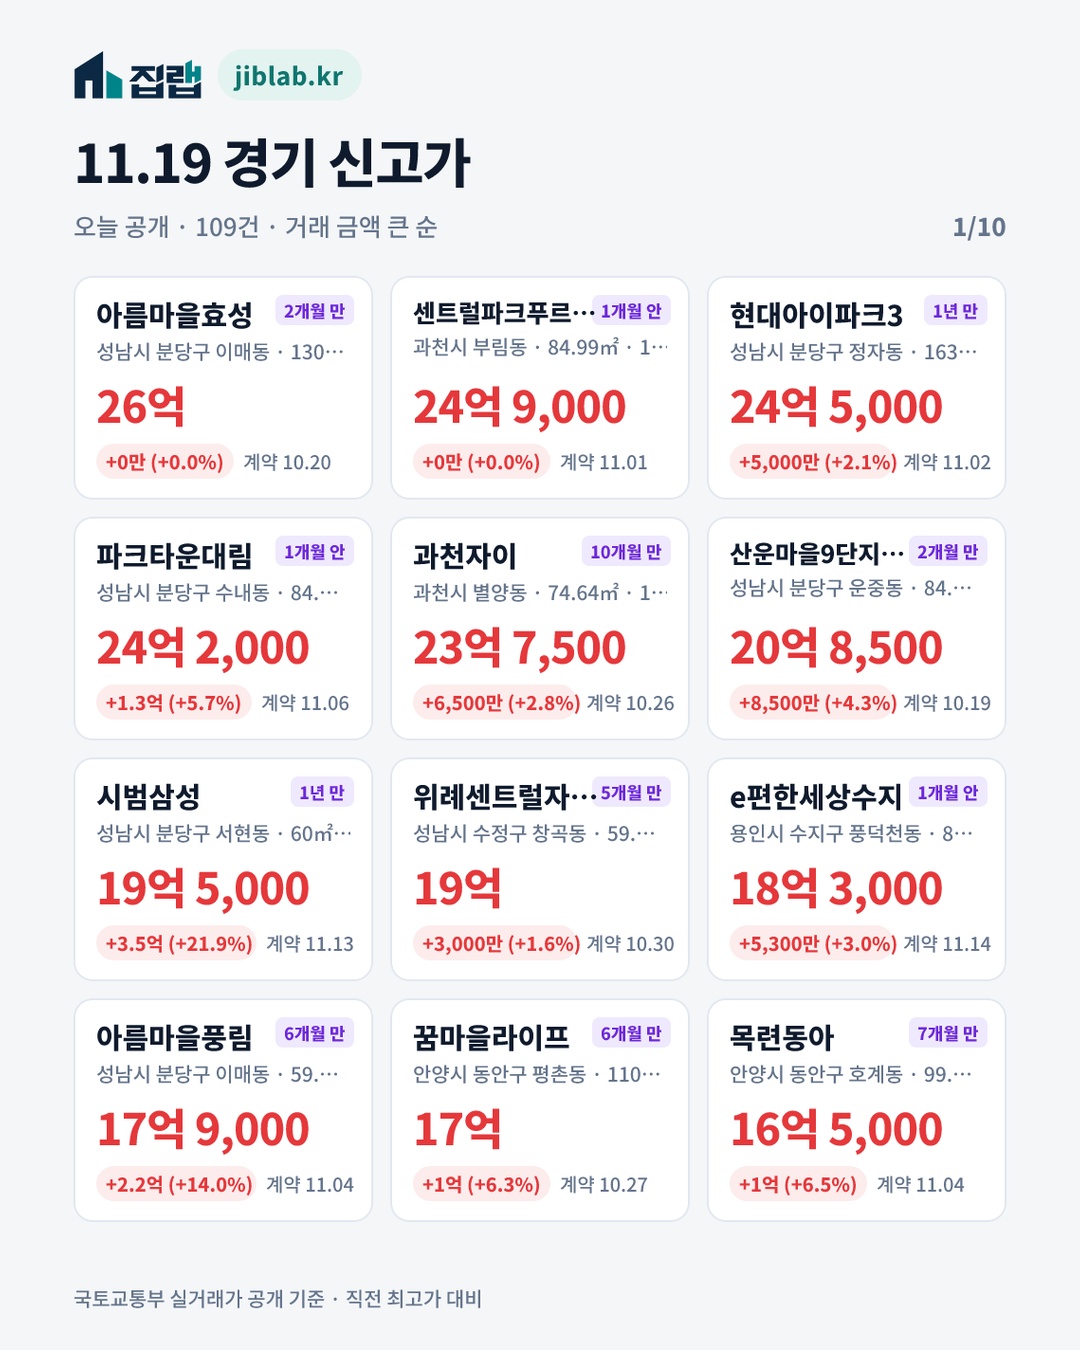 집랩 jiblab.kr
11.19 경기 신고가
오늘 공개 · 109건 · 거래 금액 큰 순 1/10
아름마을효성 2개월 만
성남시 분당구 이매동 · 130…
26억
+0만 (+0.0%) 계약 10.20
센트럴파크푸르… 1개월 안
과천시 부림동 · 84.99㎡ · 1…
24억 9,000
+0만 (+0.0%) 계약 11.01
현대아이파크3 1년 만
성남시 분당구 정자동 · 163…
24억 5,000
+5,000만 (+2.1%) 계약 11.02
파크타운대림 1개월 안
성남시 분당구 수내동 · 84.…
24억 2,000
+1.3억 (+5.7%) 계약 11.06
과천자이 10개월 만
과천시 별양동 · 74.64㎡ · 1…
23억 7,500
+6,500만 (+2.8%) 계약 10.26
산운마을9단지… 2개월 만
성남시 분당구 운중동 · 84.…
20억 8,500
+8,500만 (+4.3%) 계약 10.19
시범삼성 1년 만
성남시 분당구 서현동 · 60㎡…
19억 5,000
+3.5억 (+21.9%) 계약 11.13
위례센트럴자… 5개월 만
성남시 수정구 창곡동 · 59.…
19억
+3,000만 (+1.6%) 계약 10.30
e편한세상수지 1개월 안
용인시 수지구 풍덕천동 · 8…
18억 3,000
+5,300만 (+3.0%) 계약 11.14
아름마을풍림 6개월 만
성남시 분당구 이매동 · 59.…
17억 9,000
+2.2억 (+14.0%) 계약 11.04
꿈마을라이프 6개월 만
안양시 동안구 평촌동 · 110…
17억
+1억 (+6.3%) 계약 10.27
목련동아 7개월 만
안양시 동안구 호계동 · 99.…
16억 5,000
+1억 (+6.5%) 계약 11.04
국토교통부 실거래가 공개 기준 · 직전 최고가 대비